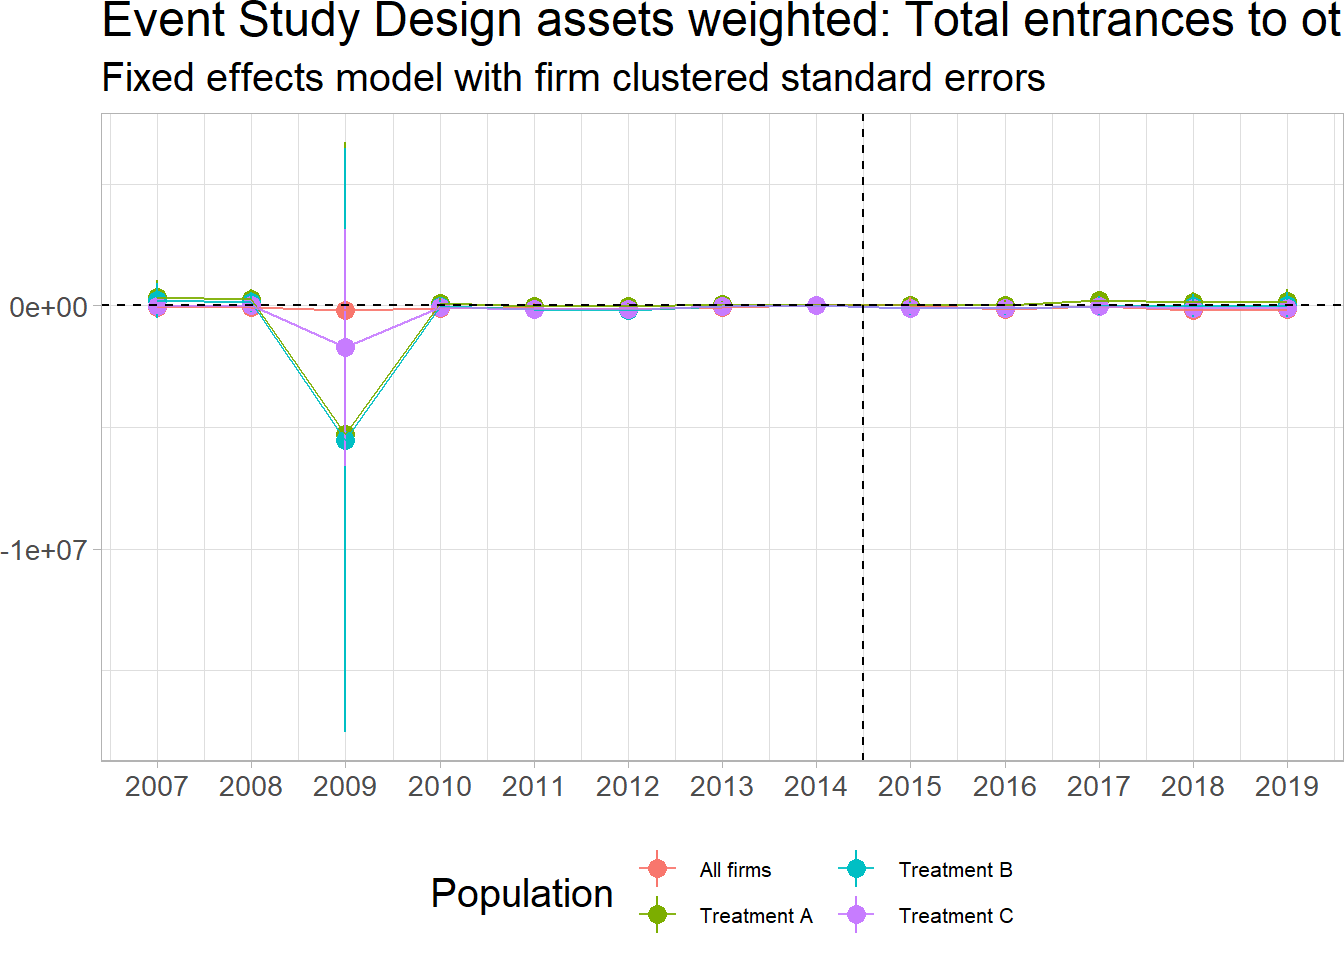 Event Study Design assets weighted: Total entrances to ot
Fixed effects model with firm clustered standard errors
0e+00
-1e+07
2007 2008 2009 2010 2011 2012 2013 2014 2015 2016 2017 2018 2019
Population
All firms
Treatment A
Treatment B
Treatment C